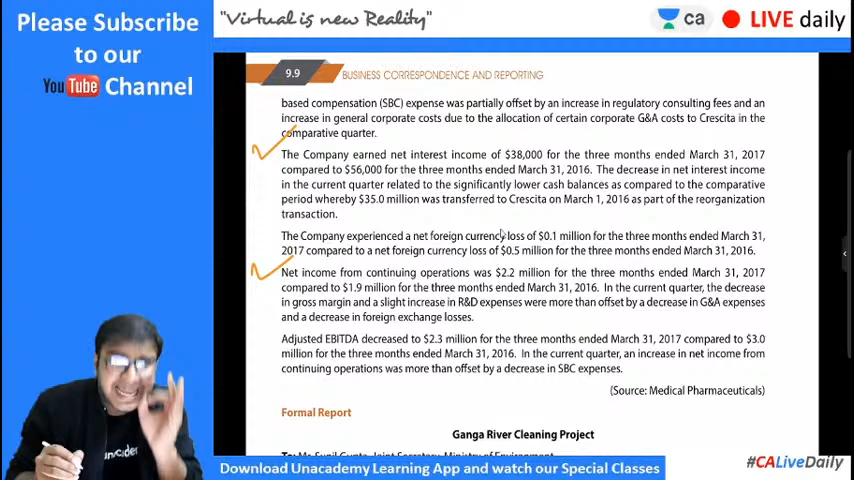 Please Subscribe
to our
YouTube Channel
"Virtual is new Reality"
ca
LIVE daily
9.9
BUSINESS CORRESPONDENCE AND REPORTING
based compensation (SBC) expense was partially offset by an increase in regulatory consulting fees and an
increase in general corporate costs due to the allocation of certain corporate G&A costs to Crescita in the
comparative quarter.
The Company earned net interest income of $38,000 for the three months ended March 31, 2017
compared to $56,000 for the three months ended March 31, 2016. The decrease in net interest income
in the current quarter related to the significantly lower cash balances as compared to the comparative
period whereby $35.0 million was transferred to Crescita on March 1, 2016 as part of the reorganization
transaction.
The Company experienced a net foreign currency loss of $0.1 million for the three months ended March 31,
2017 compared to a net foreign currency loss of $0.5 million for the three months ended March 31, 2016.
Net income from continuing operations was $2.2 million for the three months ended March 31, 2017
compared to $1.9 million for the three months ended March 31, 2016. In the current quarter, the decrease
in gross margin and a slight increase in R&D expenses were more than offset by a decrease in G&A expenses
and a decrease in foreign exchange losses.
Adjusted EBITDA decreased to $2.3 million for the three months ended March 31, 2017 compared to $3.0
million for the three months ended March 31, 2016. In the current quarter, an increase in net income from
continuing operations was more than offset by a decrease in SBC expenses.
(Source: Medical Pharmaceuticals)
Formal Report
Ganga River Cleaning Project
To: Ms Sunil Gupta, Joint Secretary, Ministry of Environment
unacademy
Download Unacademy Learning App and watch our Special Classes
#CALiveDaily